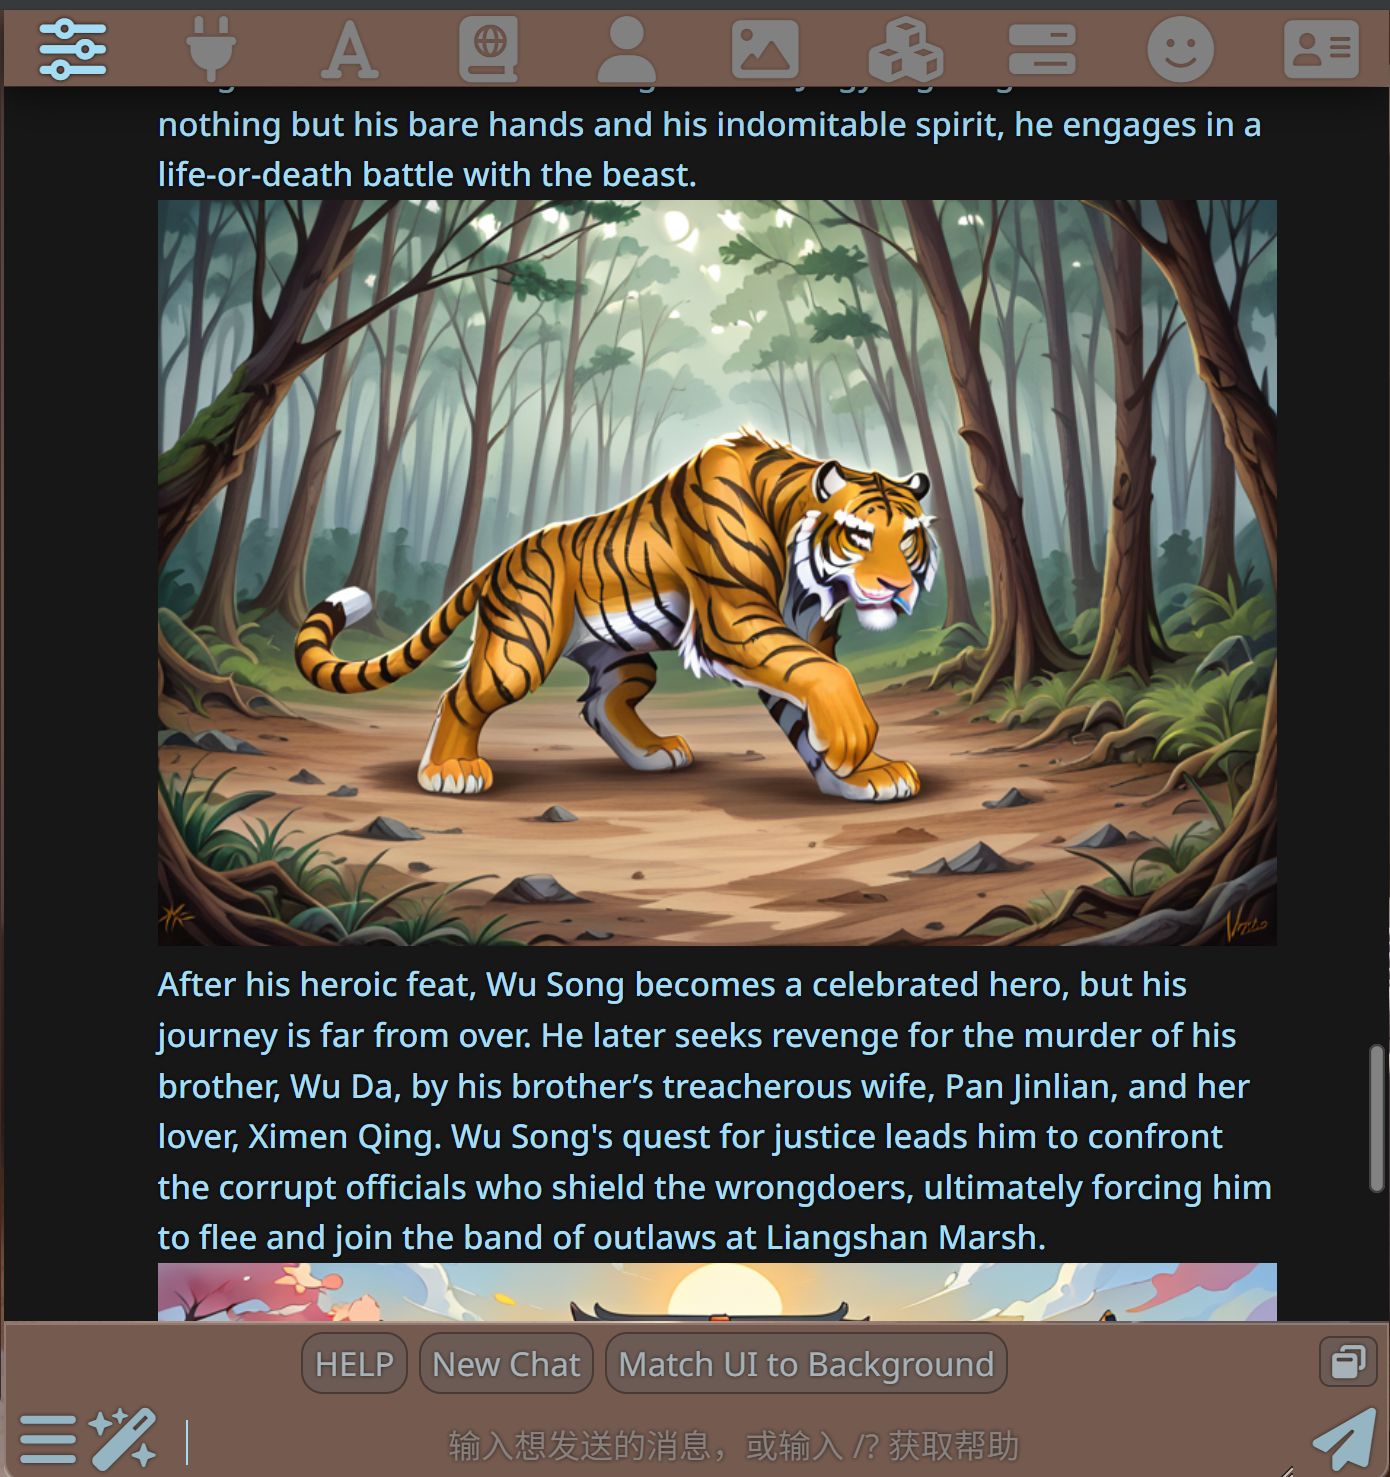 nothing but his bare hands and his indomitable spirit, he engages in a
life-or-death battle with the beast.
After his heroic feat, Wu Song becomes a celebrated hero, but his
journey is far from over. He later seeks revenge for the murder of his
brother, Wu Da, by his brother’s treacherous wife, Pan Jinlian, and her
lover, Ximen Qing. Wu Song's quest for justice leads him to confront
the corrupt officials who shield the wrongdoers, ultimately forcing him
to flee and join the band of outlaws at Liangshan Marsh.
HELP New Chat Match UI to Background
输入想发送的消息，或输入 /? 获取帮助